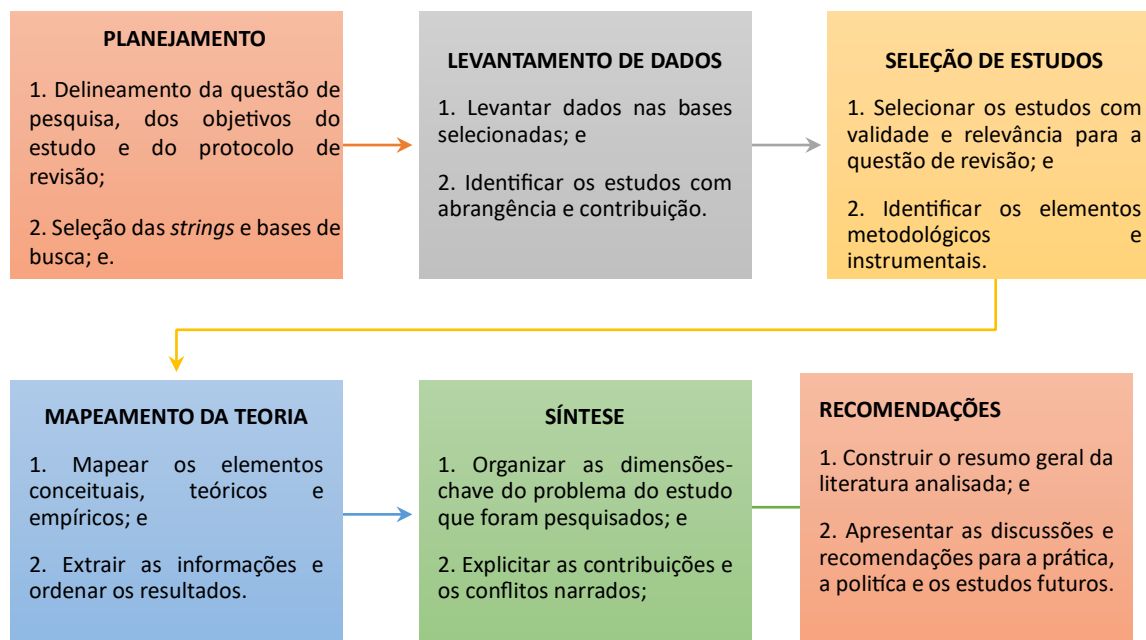 PLANEJAMENTO
1. Delineamento da questão de
pesquisa, dos objetivos do
estudo e do protocolo de
revisão;
2. Seleção das strings e bases de
busca; e.
LEVANTAMENTO DE DADOS
1. Levantar dados nas bases
selecionadas; e
2. Identificar os estudos com
abrangência e contribuição.
SELEÇÃO DE ESTUDOS
1. Selecionar os estudos com
validade e relevância para a
questão de revisão; e
2. Identificar os elementos
metodológicos e
instrumentais.
MAPEAMENTO DA TEORIA
1. Mapear os elementos
conceituais, teóricos e
empíricos; e
2. Extrair as informações e
ordenar os resultados.
SÍNTESE
1. Organizar as dimensões-
chave do problema do estudo
que foram pesquisados; e
2. Explicitar as contribuições e
os conflitos narrados;
RECOMENDAÇÕES
1. Construir o resumo geral da
literatura analisada; e
2. Apresentar as discussões e
recomendações para a prática,
a política e os estudos futuros.